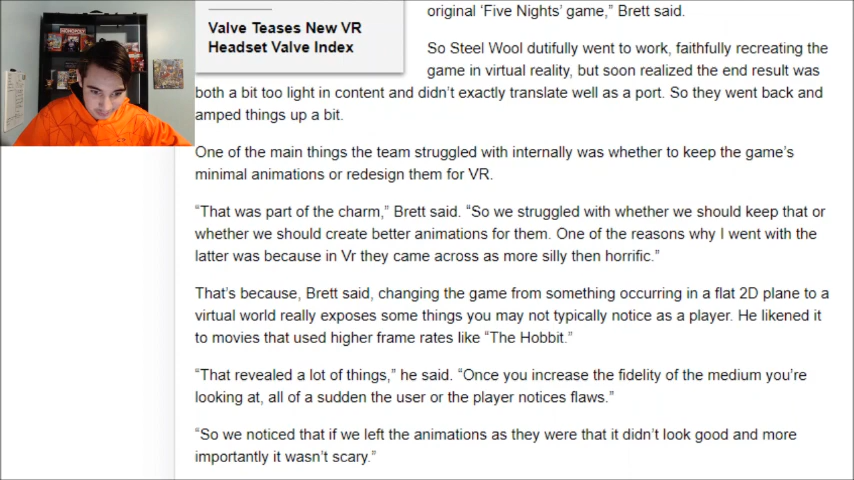 Valve Teases New VR
Headset Valve Index
original ‘Five Nights’ game,” Brett said.
So Steel Wool dutifully went to work, faithfully recreating the
game in virtual reality, but soon realized the end result was
both a bit too light in content and didn’t exactly translate well as a port. So they went back and
amped things up a bit.
One of the main things the team struggled with internally was whether to keep the game’s
minimal animations or redesign them for VR.
“That was part of the charm,” Brett said. “So we struggled with whether we should keep that or
whether we should create better animations for them. One of the reasons why I went with the
latter was because in Vr they came across as more silly then horrific.”
That’s because, Brett said, changing the game from something occurring in a flat 2D plane to a
virtual world really exposes some things you may not typically notice as a player. He likened it
to movies that used higher frame rates like “The Hobbit.”
“That revealed a lot of things,” he said. “Once you increase the fidelity of the medium you’re
looking at, all of a sudden the user or the player notices flaws.”
“So we noticed that if we left the animations as they were that it didn’t look good and more
importantly it wasn’t scary.”